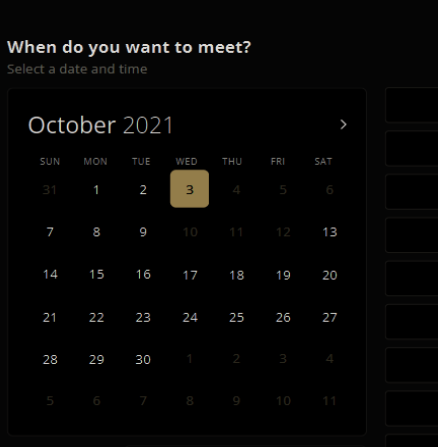 When do you want to meet?
Select a date and time
October 2021 >
SUN MON TUE WED THU FRI SAT
31 1 2 3 4 5 6
7 8 9 10 11 12 13
14 15 16 17 18 19 20
21 22 23 24 25 26 27
28 29 30 1 2 3 4
5 6 7 8 9 10 11